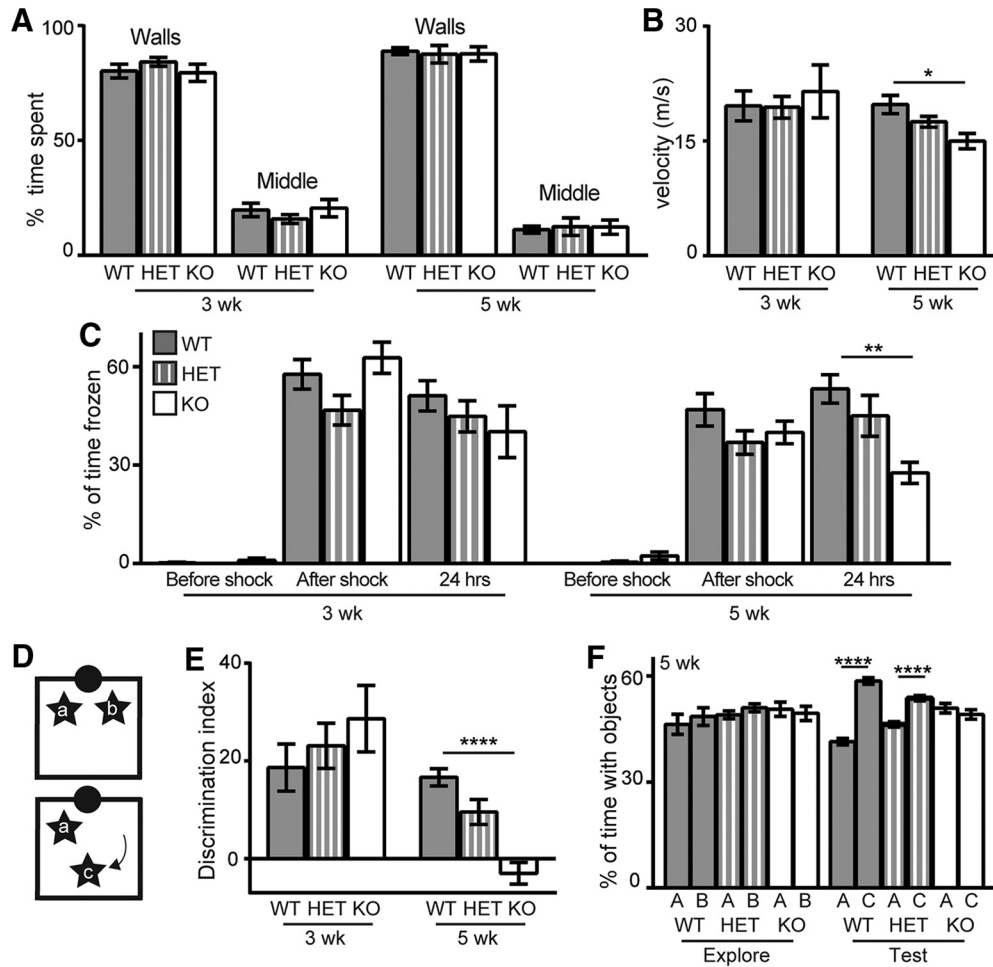 A
100
50
0
% time spent
Walls
Middle
Walls
Middle
WT HET KO WT HET KO WT HET KO WT HET KO
3 wk 5 wk
B
30
15
0
velocity (m/s)
*
WT HET KO WT HET KO
3 wk 5 wk
C
60
30
0
% of time frozen
WT
HET
KO
**
Before shock After shock 24 hrs Before shock After shock 24 hrs
3 wk 5 wk
D
a b
a
c
E
40
20
0
Discrimination index
****
WT HET KO WT HET KO
3 wk 5 wk
F
5 wk
60
30
0
% of time with objects
**** ****
A B A B A B A C A C A C
WT HET KO WT HET KO
Explore Test